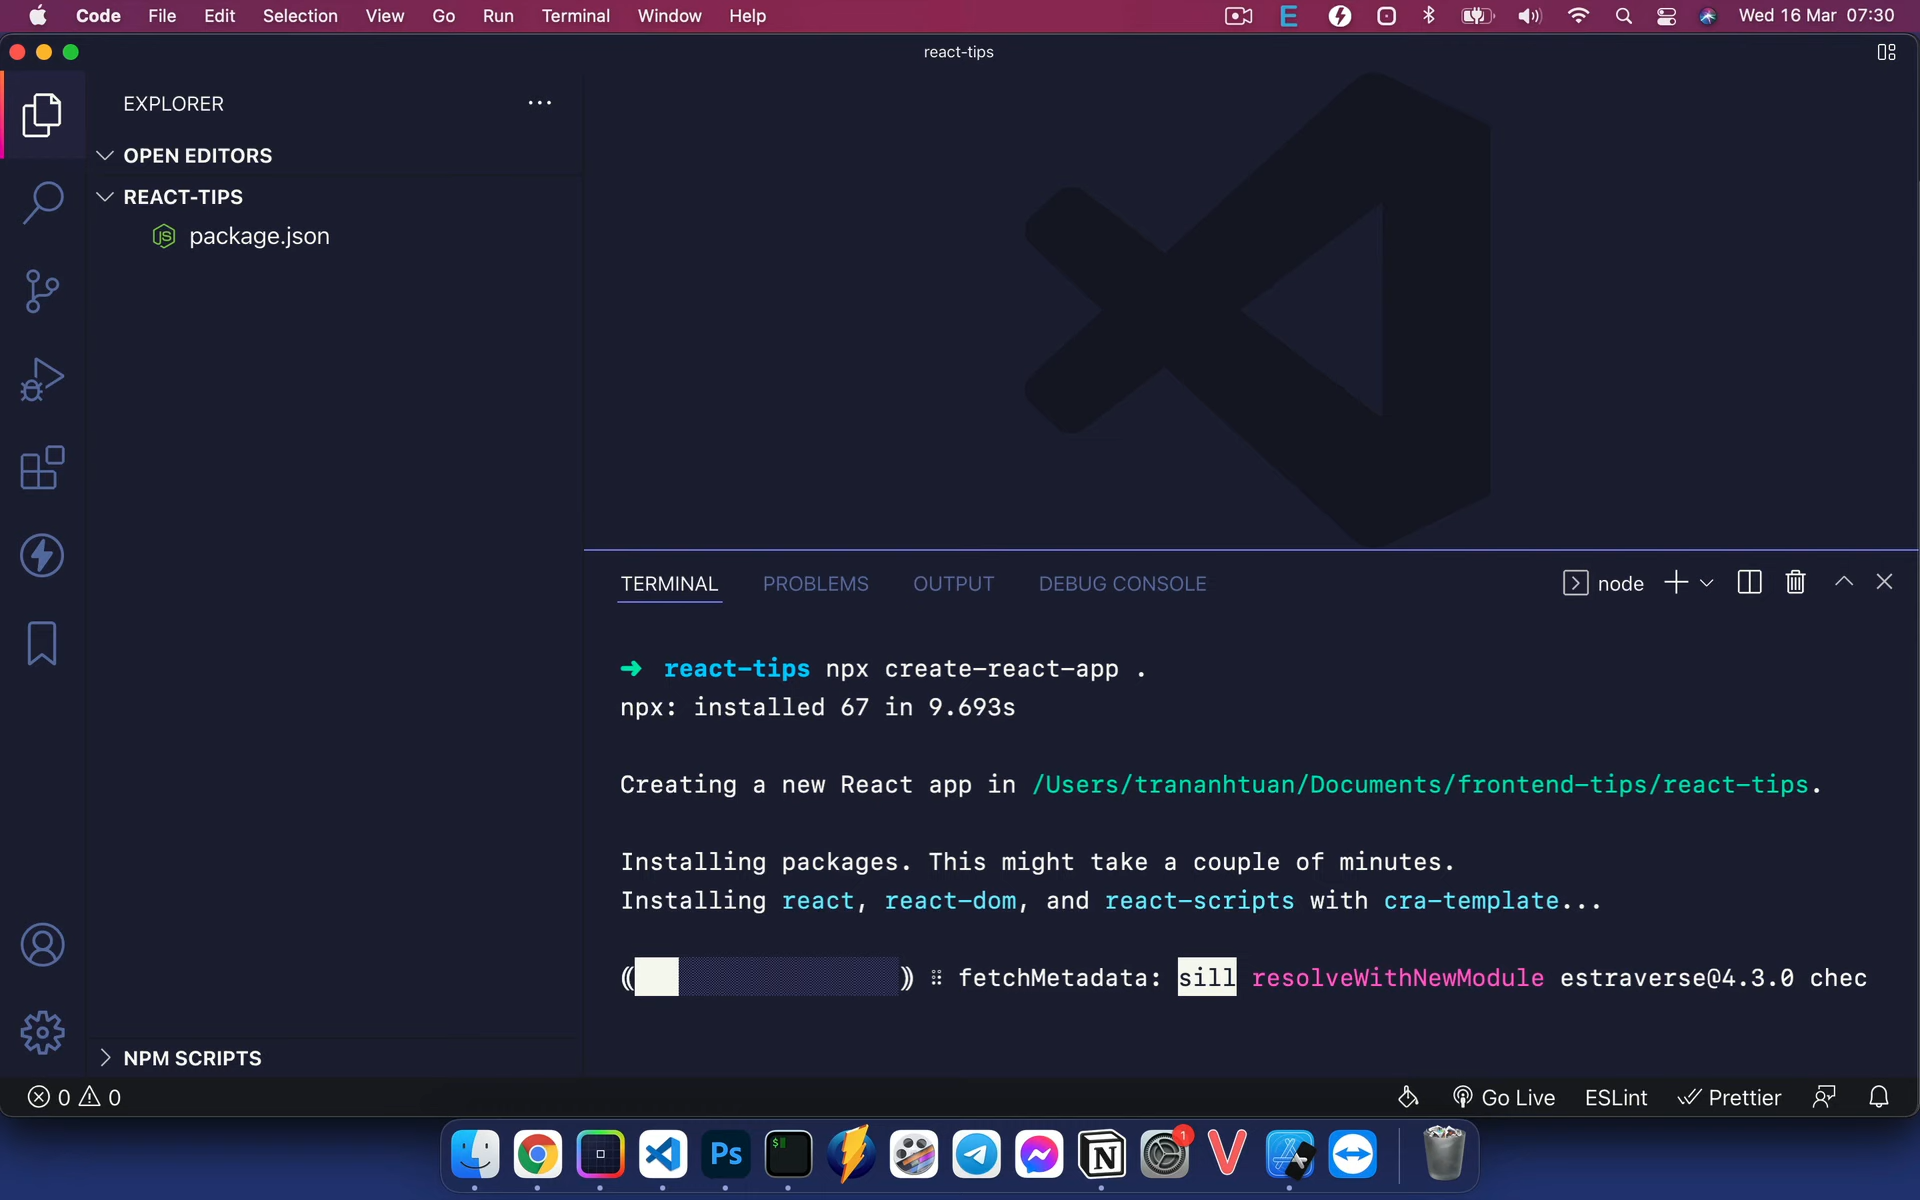 Code File Edit Selection View Go Run Terminal Window Help
Wed 16 Mar 07:30
react-tips
EXPLORER
OPEN EDITORS
REACT-TIPS
package.json
NPM SCRIPTS
TERMINAL PROBLEMS OUTPUT DEBUG CONSOLE
node
➜ react-tips npx create-react-app .
npx: installed 67 in 9.693s
Creating a new React app in /Users/trananhtuan/Documents/frontend-tips/react-tips.
Installing packages. This might take a couple of minutes.
Installing react, react-dom, and react-scripts with cra-template...
⸨ ⸩ ⠿ fetchMetadata: sill resolveWithNewModule estraverse@4.3.0 chec
0 0
Go Live ESLint Prettier
Ps
1